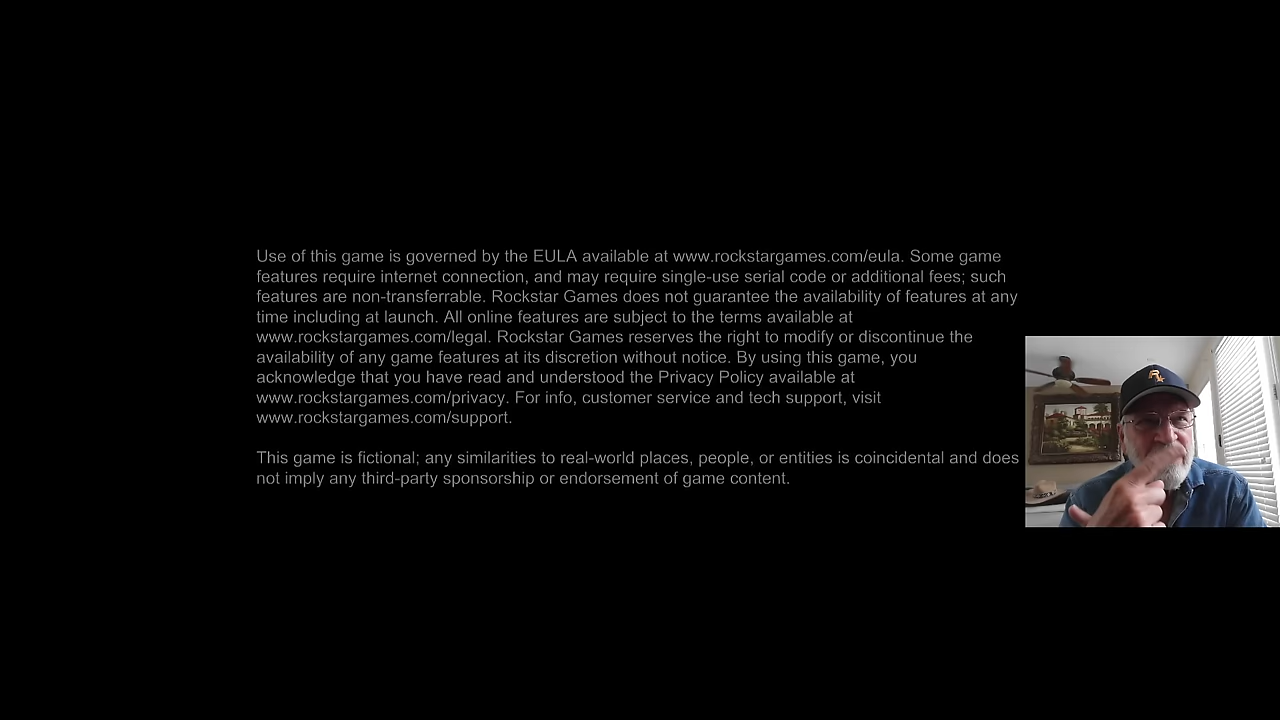 Use of this game is governed by the EULA available at www.rockstargames.com/eula. Some game
features require internet connection, and may require single-use serial code or additional fees; such
features are non-transferrable. Rockstar Games does not guarantee the availability of features at any
time including at launch. All online features are subject to the terms available at
www.rockstargames.com/legal. Rockstar Games reserves the right to modify or discontinue the
availability of any game features at its discretion without notice. By using this game, you
acknowledge that you have read and understood the Privacy Policy available at
www.rockstargames.com/privacy. For info, customer service and tech support, visit
www.rockstargames.com/support.
This game is fictional; any similarities to real-world places, people, or entities is coincidental and does
not imply any third-party sponsorship or endorsement of game content.
R